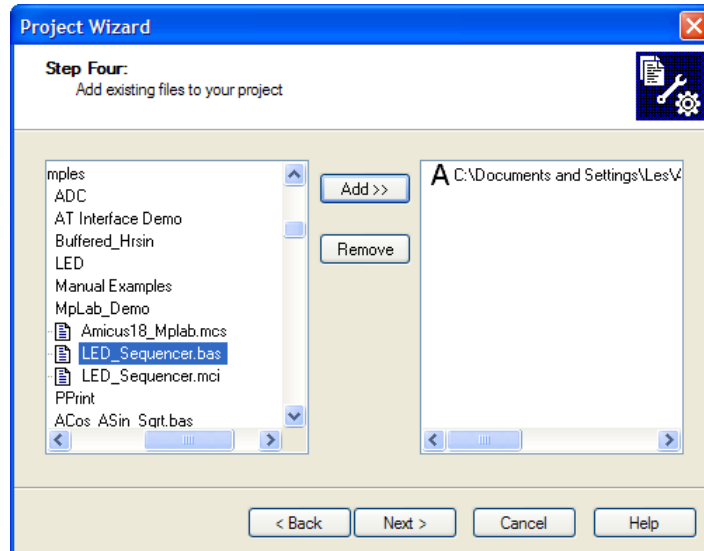 Project Wizard
Step Four:
Add existing files to your project
mples
ADC
AT Interface Demo
Buffered_Hrsin
LED
Manual Examples
MpLab_Demo
Amicus18_Mplab.mcs
LED_Sequencer.bas
LED_Sequencer.mci
PPrint
ACos_ASin_Sqrt.bas
Add >>
Remove
A C:\Documents and Settings\Les\
< Back
Next >
Cancel
Help